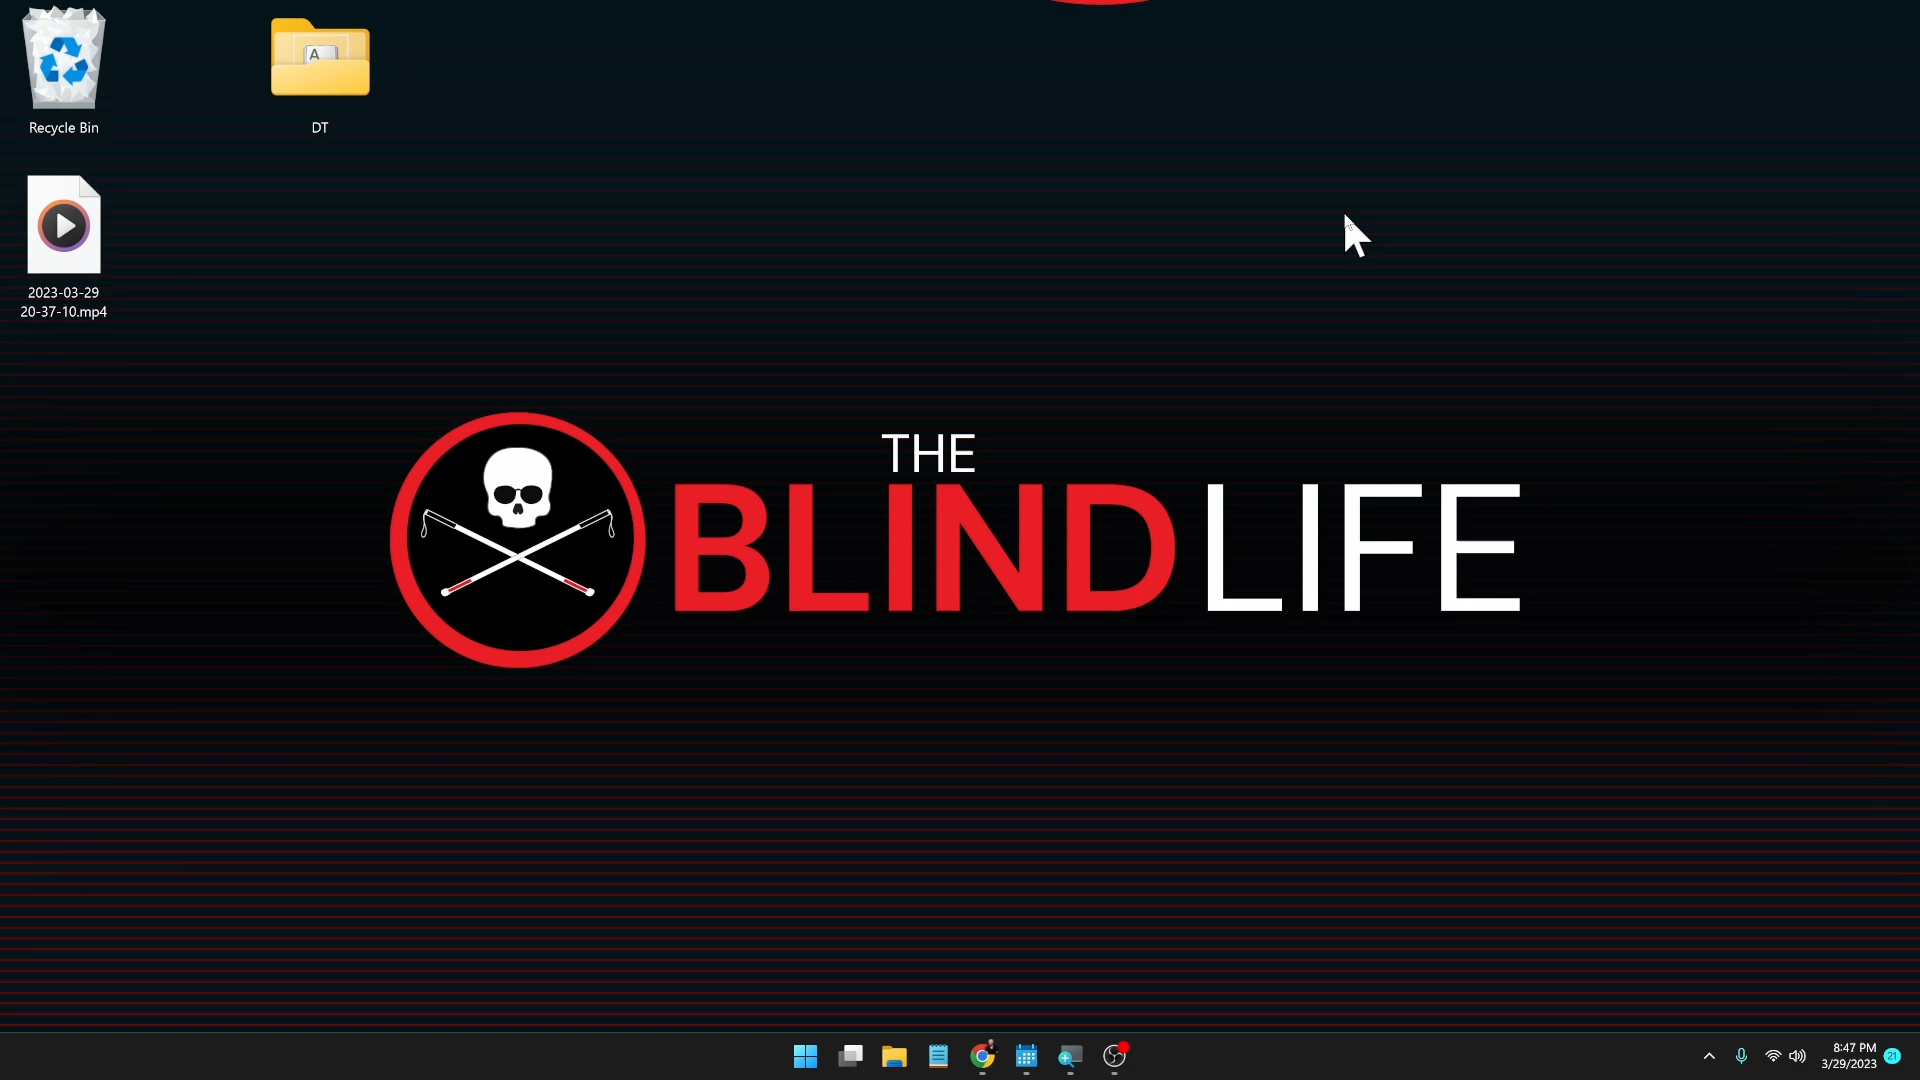 Recycle Bin
DT
A
2023-03-29
20-37-10.mp4
THE
BLIND LIFE
8:47 PM
3/29/2023
21